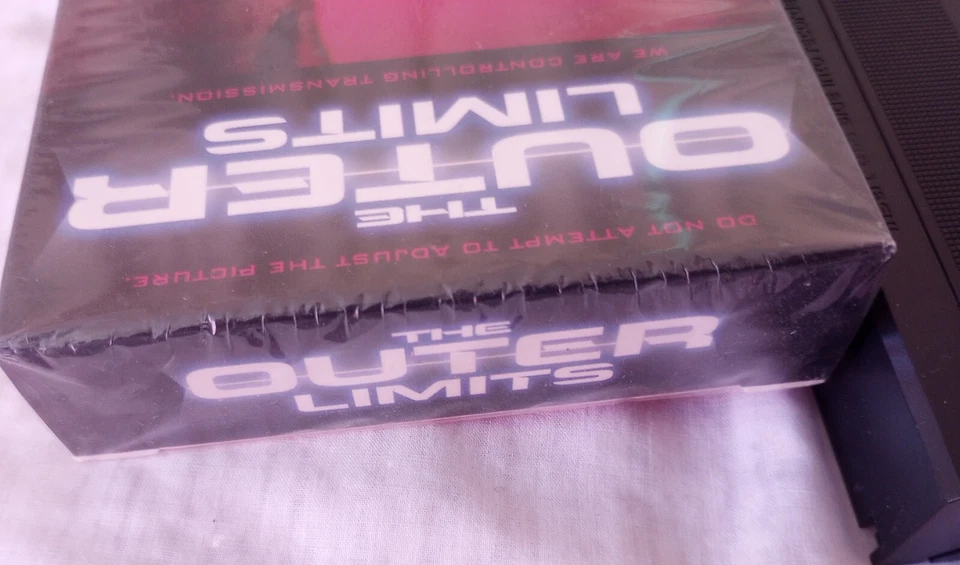 DO NOT ATTEMPT TO ADJUST THE PICTURE.
THE
OUTER
LIMITS
WE ARE CONTROLLING TRANSMISSION.
THE
OUTER
LIMITS